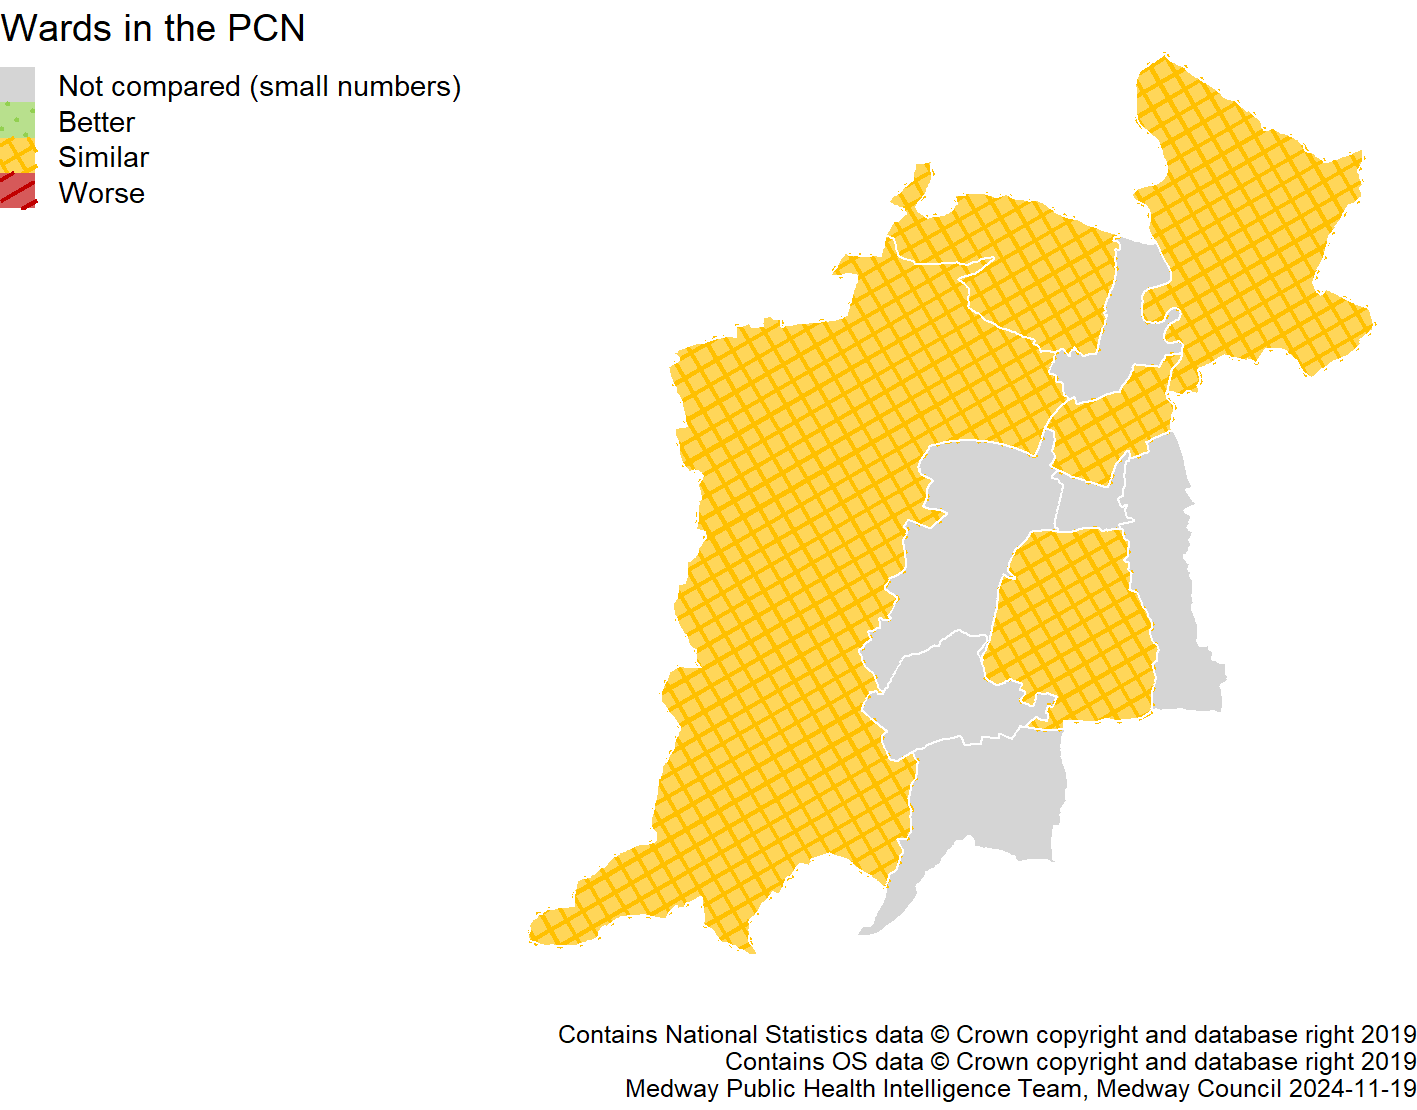 Wards in the PCN
Not compared (small numbers)
Better
Similar
Worse
Contains National Statistics data © Crown copyright and database right 2019
Contains OS data © Crown copyright and database right 2019
Medway Public Health Intelligence Team, Medway Council 2024-11-19